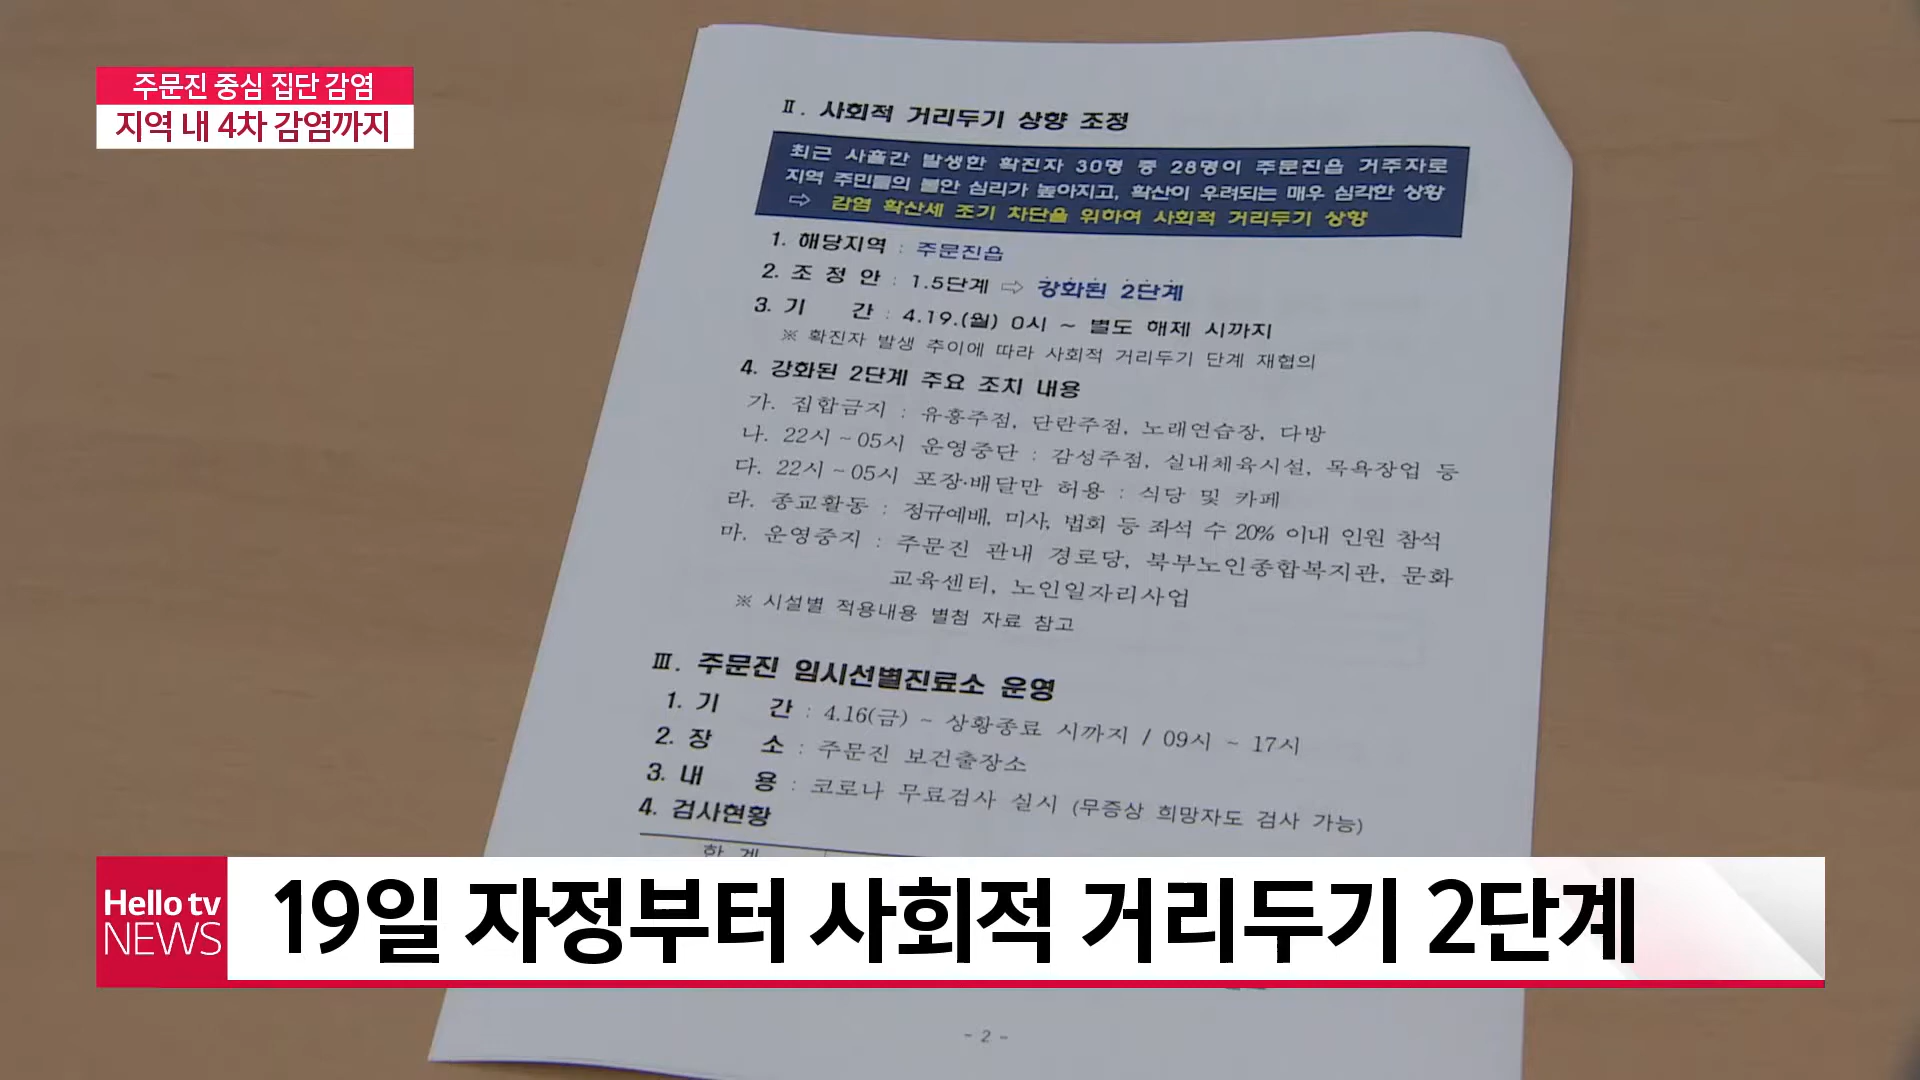 주문진 중심 집단 감염
지역 내 4차 감염까지
Ⅱ. 사회적 거리두기 상향 조정
최근 사흘간 발생한 확진자 30명 중 28명이 주문진읍 거주자로
지역 주민들의 불안 심리가 높아지고, 확산이 우려되는 매우 심각한 상황
⇨ 감염 확산세 조기 차단을 위하여 사회적 거리두기 상향
1. 해당지역 : 주문진읍
2. 조 정 안 : 1.5단계 ⇨ 강화된 2단계
3. 기 간 : 4.19.(월) 0시 ~ 별도 해제 시까지
※ 확진자 발생 추이에 따라 사회적 거리두기 단계 재협의
4. 강화된 2단계 주요 조치 내용
가. 집합금지 : 유흥주점, 단란주점, 노래연습장, 다방
나. 22시~05시 운영중단 : 감성주점, 실내체육시설, 목욕장업 등
다. 22시~05시 포장·배달만 허용 : 식당 및 카페
라. 종교활동 : 정규예배, 미사, 법회 등 좌석 수 20% 이내 인원 참석
마. 운영중지 : 주문진 관내 경로당, 북부노인종합복지관, 문화
교육센터, 노인일자리사업
※ 시설별 적용내용 별첨 자료 참고
Ⅲ. 주문진 임시선별진료소 운영
1. 기 간 : 4.16(금) ~ 상황종료 시까지 / 09시 ~ 17시
2. 장 소 : 주문진 보건출장소
3. 내 용 : 코로나 무료검사 실시 (무증상 희망자도 검사 가능)
4. 검사현황
Hello tv
NEWS
19일 자정부터 사회적 거리두기 2단계
- 2 -